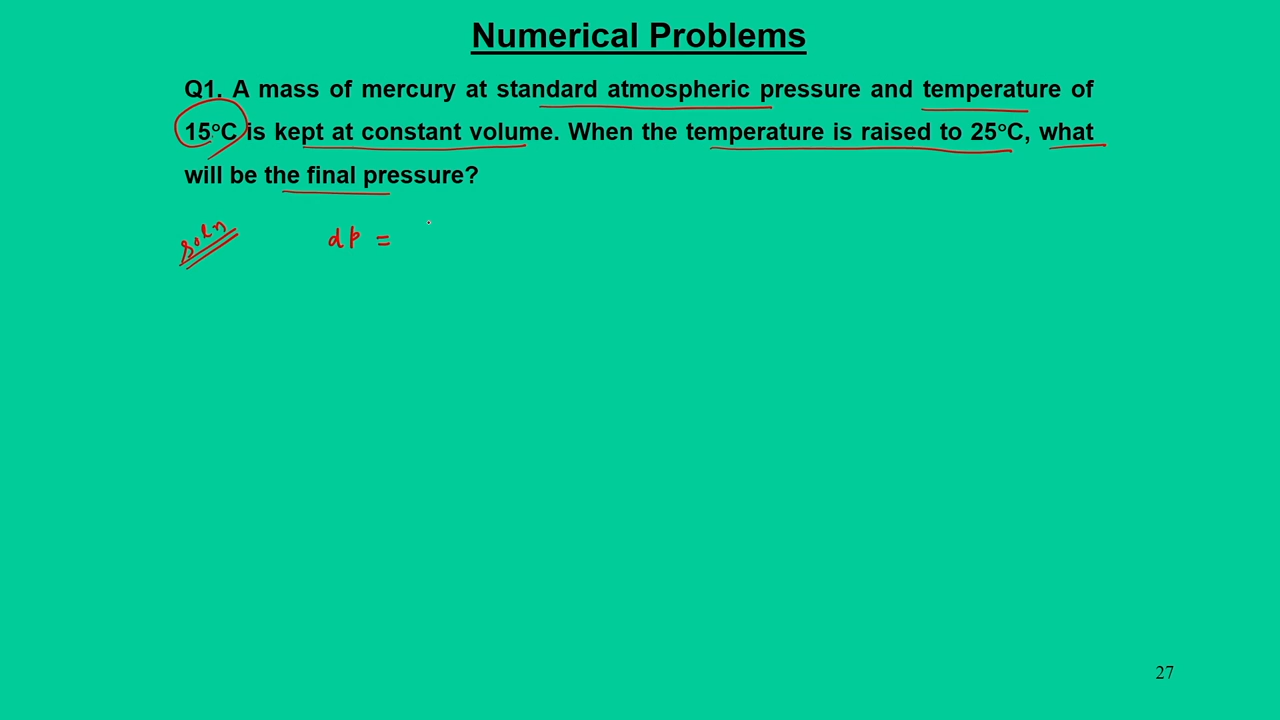 Numerical Problems
Q1. A mass of mercury at standard atmospheric pressure and temperature of
15°C is kept at constant volume. When the temperature is raised to 25°C, what
will be the final pressure?
Soln dp =
27